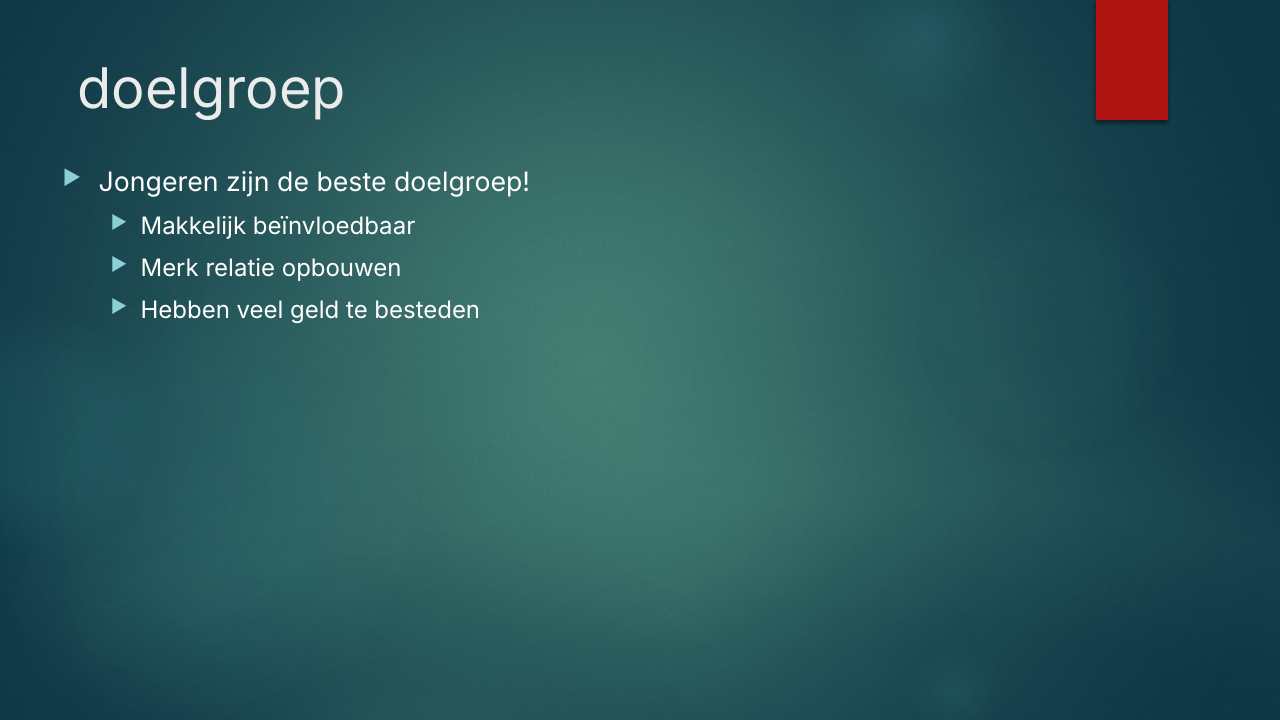 doelgroep
Jongeren zijn de beste doelgroep!
Makkelijk beïnvloedbaar
Merk relatie opbouwen
Hebben veel geld te besteden